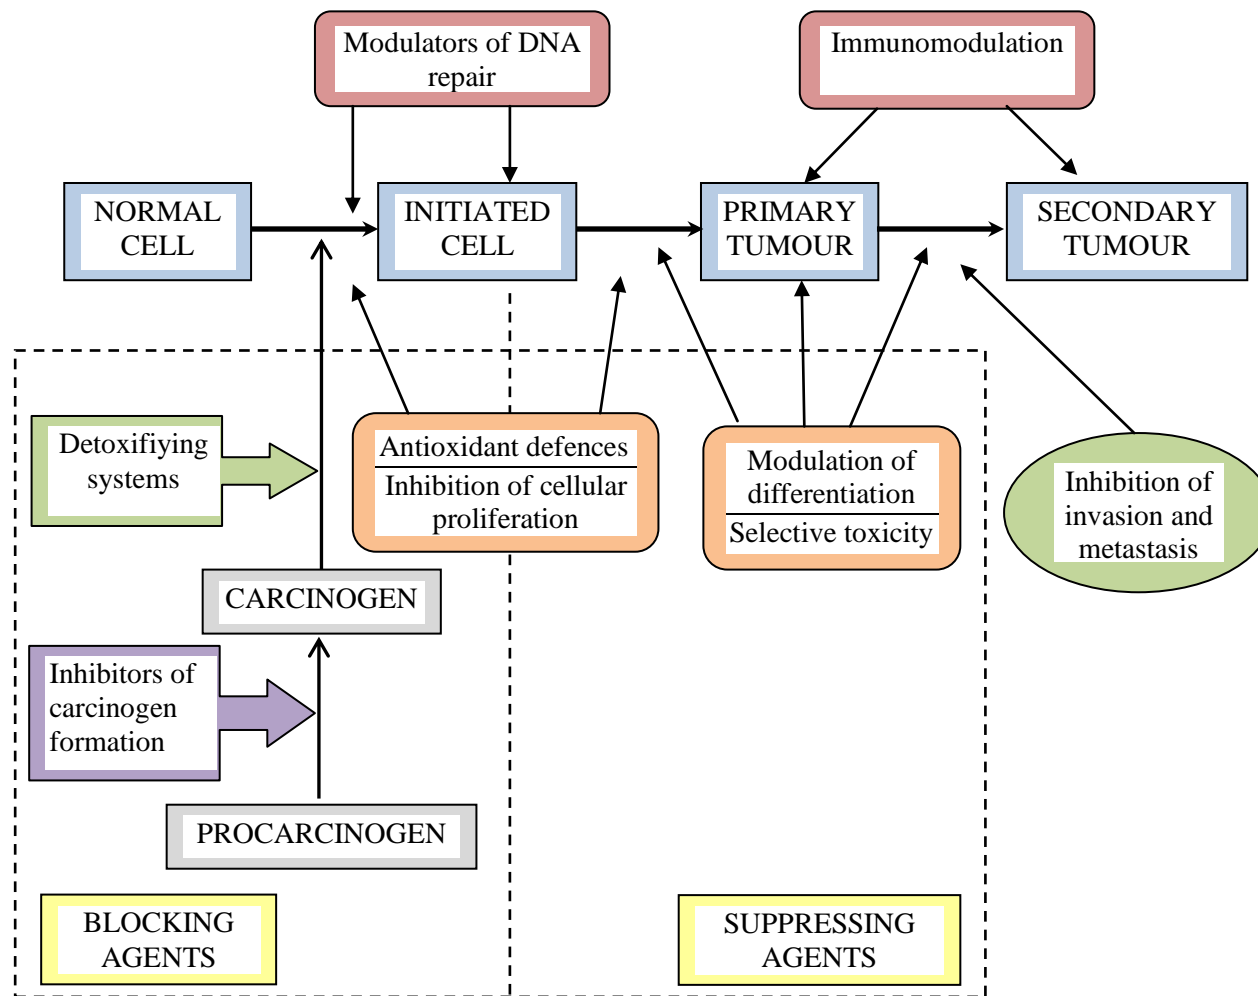 Modulators of DNA
repair
Immunomodulation
NORMAL
CELL
INITIATED
CELL
PRIMARY
TUMOUR
SECONDARY
TUMOUR
Detoxifiying
systems
Antioxidant defences
Inhibition of cellular
proliferation
Modulation of
differentiation
Selective toxicity
Inhibition of
invasion and
metastasis
CARCINOGEN
Inhibitors of
carcinogen
formation
PROCARCINOGEN
BLOCKING
AGENTS
SUPPRESSING
AGENTS